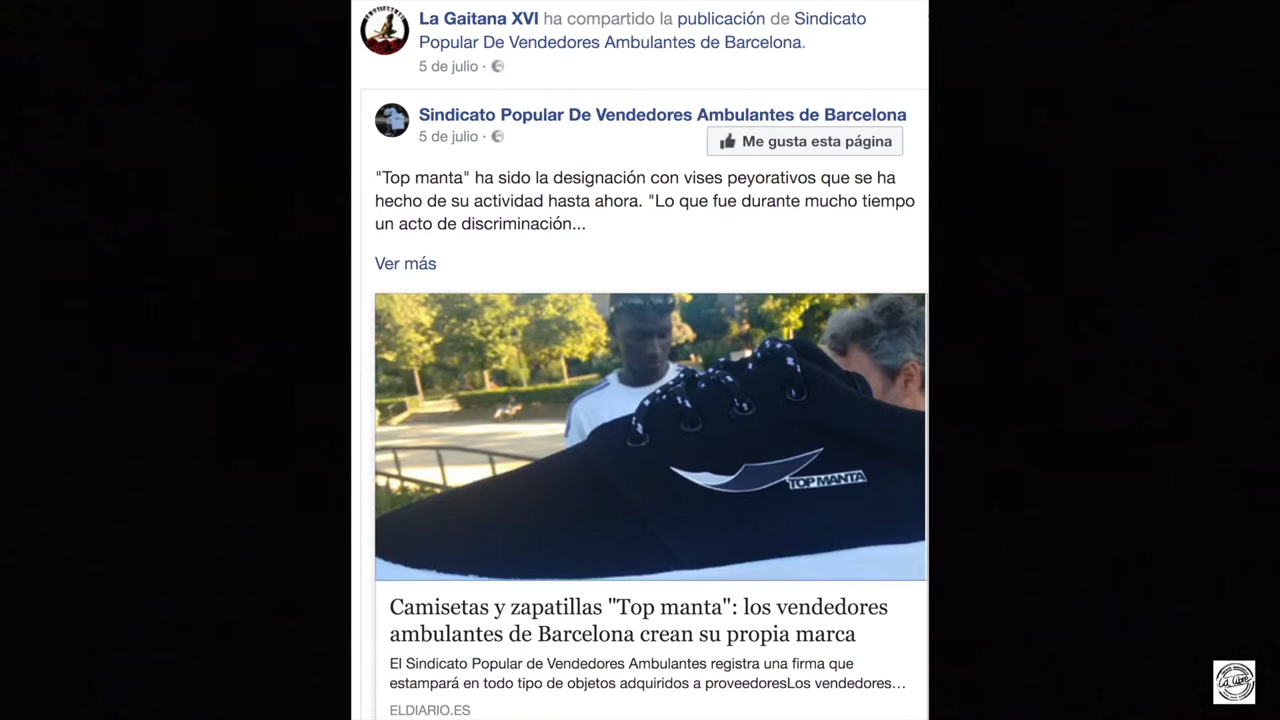 La Gaitana XVI ha compartido la publicación de Sindicato
Popular De Vendedores Ambulantes de Barcelona.
5 de julio ·
Sindicato Popular De Vendedores Ambulantes de Barcelona
5 de julio ·
Me gusta esta página
"Top manta" ha sido la designación con vises peyorativos que se ha
hecho de su actividad hasta ahora. "Lo que fue durante mucho tiempo
un acto de discriminación...
Ver más
TOP MANTA
Camisetas y zapatillas "Top manta": los vendedores
ambulantes de Barcelona crean su propia marca
El Sindicato Popular de Vendedores Ambulantes registra una firma que
estampará en todo tipo de objetos adquiridos a proveedoresLos vendedores...
ELDIARIO.ES